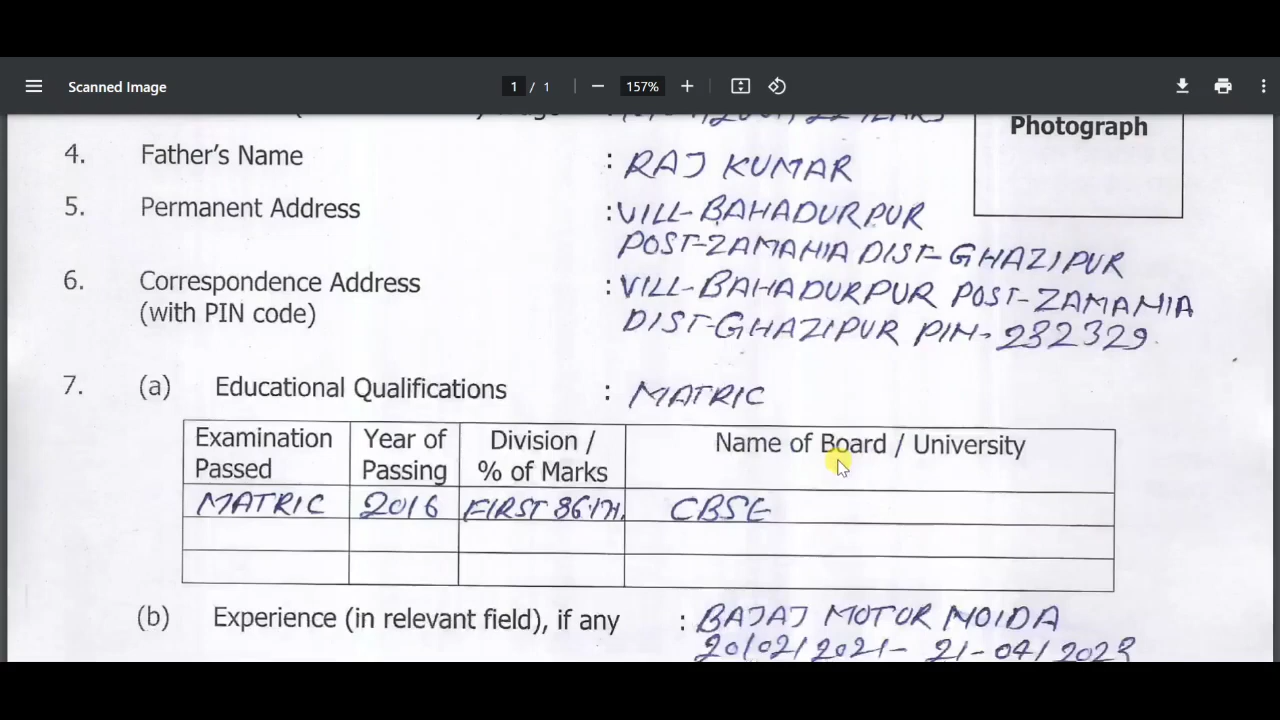 Scanned Image
1 / 1
157%
Photograph
4. Father's Name : RAJ KUMAR
5. Permanent Address : VILL-BAHADURPUR
POST-ZAMANIA DIST-GHAZIPUR
6. Correspondence Address : VILL-BAHADURPUR POST-ZAMANIA
(with PIN code) DIST-GHAZIPUR PIN-232329
7. (a) Educational Qualifications : MATRIC
Examination Passed Year of Passing Division / % of Marks Name of Board / University
MATRIC 2016 FIRST CBSE
(b) Experience (in relevant field), if any : BAJAJ MOTOR NOIDA
20/02/2021- 21-04/2023